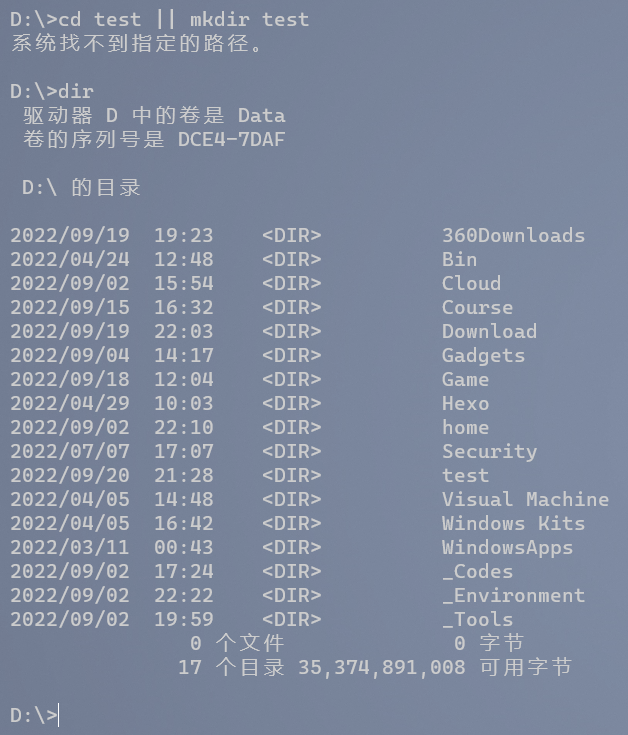 D:\>cd test || mkdir test
系统找不到指定的路径。
D:\>dir
驱动器 D 中的卷是 Data
卷的序列号是 DCE4-7DAF
D:\ 的目录
2022/09/19  19:23    <DIR>          360Downloads
2022/04/24  12:48    <DIR>          Bin
2022/09/02  15:54    <DIR>          Cloud
2022/09/15  16:32    <DIR>          Course
2022/09/19  22:03    <DIR>          Download
2022/09/04  14:17    <DIR>          Gadgets
2022/09/18  12:04    <DIR>          Game
2022/04/29  10:03    <DIR>          Hexo
2022/09/02  22:10    <DIR>          home
2022/07/07  17:07    <DIR>          Security
2022/09/20  21:28    <DIR>          test
2022/04/05  14:48    <DIR>          Visual Machine
2022/04/05  16:42    <DIR>          Windows Kits
2022/03/11  00:43    <DIR>          WindowsApps
2022/09/02  17:24    <DIR>          _Codes
2022/09/02  22:22    <DIR>          _Environment
2022/09/02  19:59    <DIR>          _Tools
0 个文件              0 字节
17 个目录 35,374,891,008 可用字节
D:\>